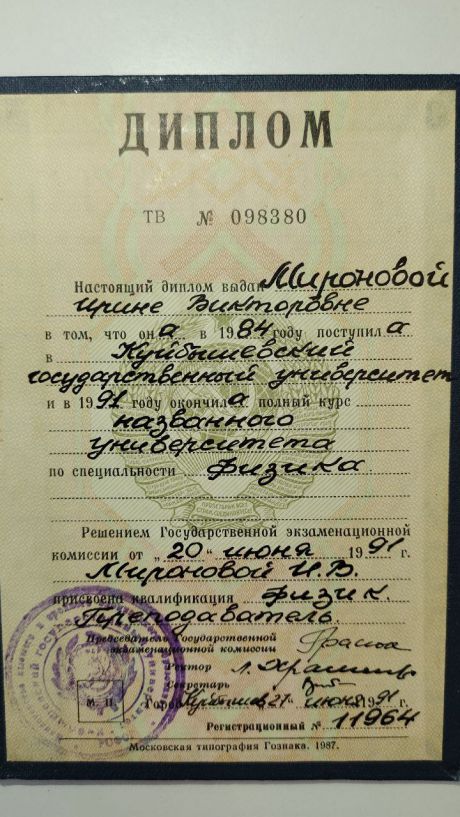 ДИПЛОМ
ТВ № 098380
Настоящий диплом выдан Мироновой
Ирине Викторовне
в том, что она в 1984 году поступила
в Куйбышевский
государственный университет
и в 1991 году окончила полный курс
названного
университета
по специальности физика
Решением Государственной экзаменационной
комиссии от „20“ июня 1991 г.
Мироновой И.В.
присвоена квалификация физик.
Преподаватель.
Председатель Государственной
экзаменационной комиссии
Ректор
Секретарь
М. П. Город Куйбышев 27 июня 1991
Регистрационный № 11964
Московская типография Гознака. 1987.